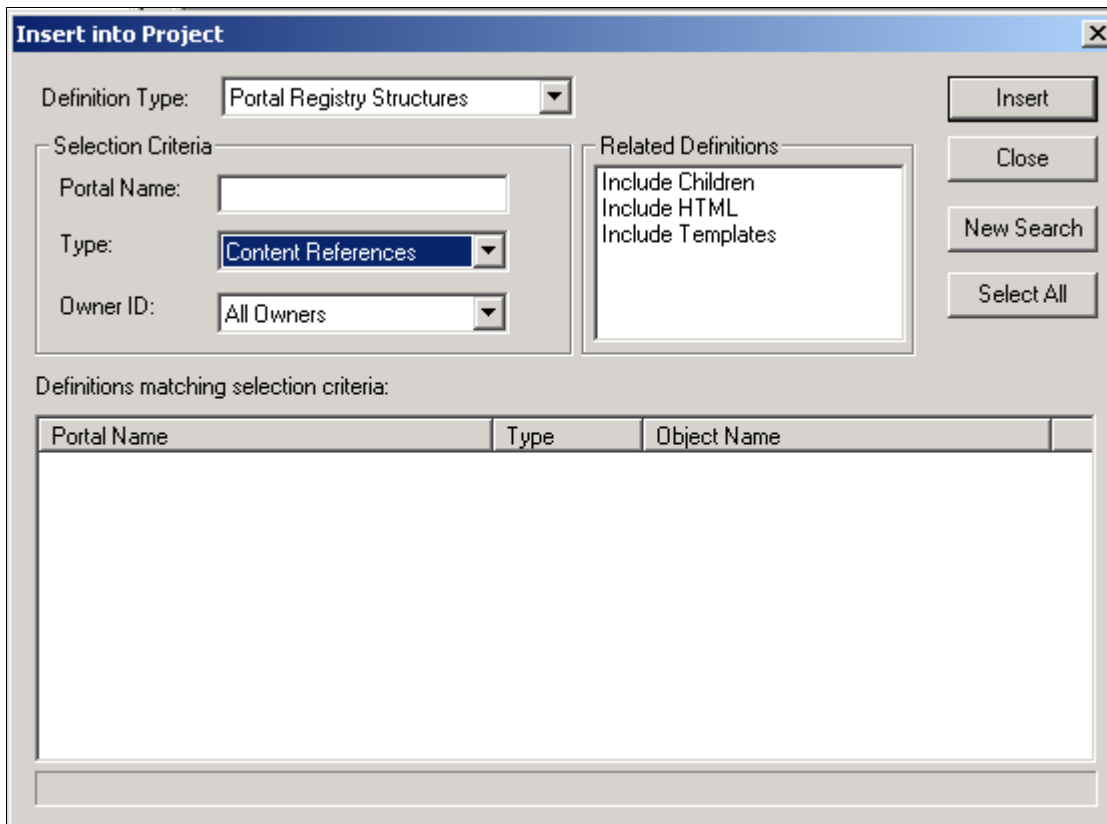 Insert into Project
Definition Type: Portal Registry Structures
Insert
Selection Criteria
Related Definitions
Close
Portal Name:
Include Children
Include HTML
Include Templates
New Search
Type: Content References
Select All
Owner ID: All Owners
Definitions matching selection criteria:
Portal Name Type Object Name